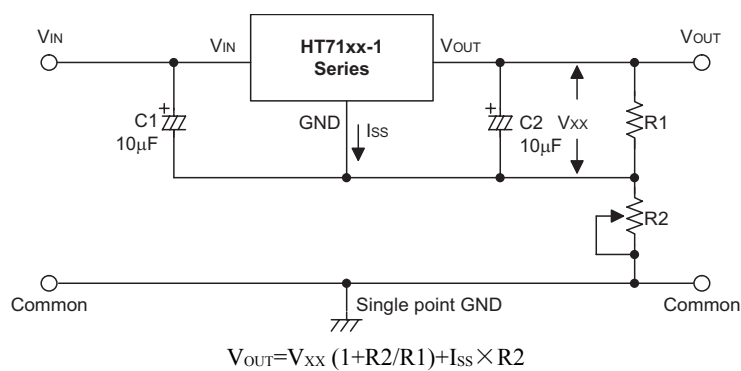 VIN
VIN
HT71xx-1
Series
VOUT
VOUT
GND
ISS
C1
10μF
C2
10μF
VXX
R1
R2
Common
Single point GND
Common
VOUT=VXX (1+R2/R1)+ISS×R2